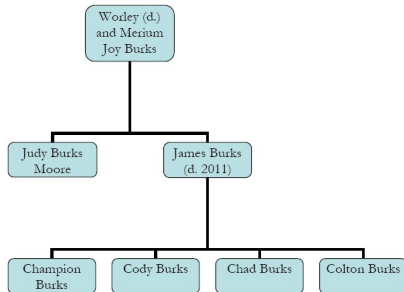 Worley (d.)
and Merium
Joy Burks
Judy Burks
Moore
James Burks
(d. 2011)
Champion
Burks
Cody Burks
Chad Burks
Colton Burks